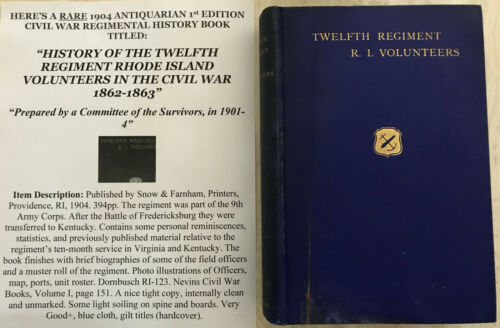 HERE'S A RARE 1904 ANTIQUARIAN 1st EDITION
CIVIL WAR REGIMENTAL HISTORY BOOK
TITLED:
"HISTORY OF THE TWELFTH
REGIMENT RHODE ISLAND
VOLUNTEERS IN THE CIVIL WAR
1862-1863"
"Prepared by a Committee of the Survivors, in 1901-
4"
TWELFTH REGIMENT
R. I. VOLUNTEERS
Item Description: Published by Snow & Farnham, Printers,
Providence, RI, 1904. 394pp. The regiment was part of the 9th
Army Corps. After the Battle of Fredericksburg they were
transferred to Kentucky. Contains some personal reminiscences,
statistics, and previously published material relative to the
regiment's ten-month service in Virginia and Kentucky. The
book finishes with brief biographies of some of the field officers
and a muster roll of the regiment. Photo illustrations of Officers,
map, ports, unit roster. Dornbusch RI-123. Nevins Civil War
Books, Volume I, page 151. A nice tight copy, internally clean
and unmarked. Some light soiling on spine and boards. Very
Good+, blue cloth, gilt titles (hardcover).
TWELFTH REGIMENT
R. I. VOLUNTEERS